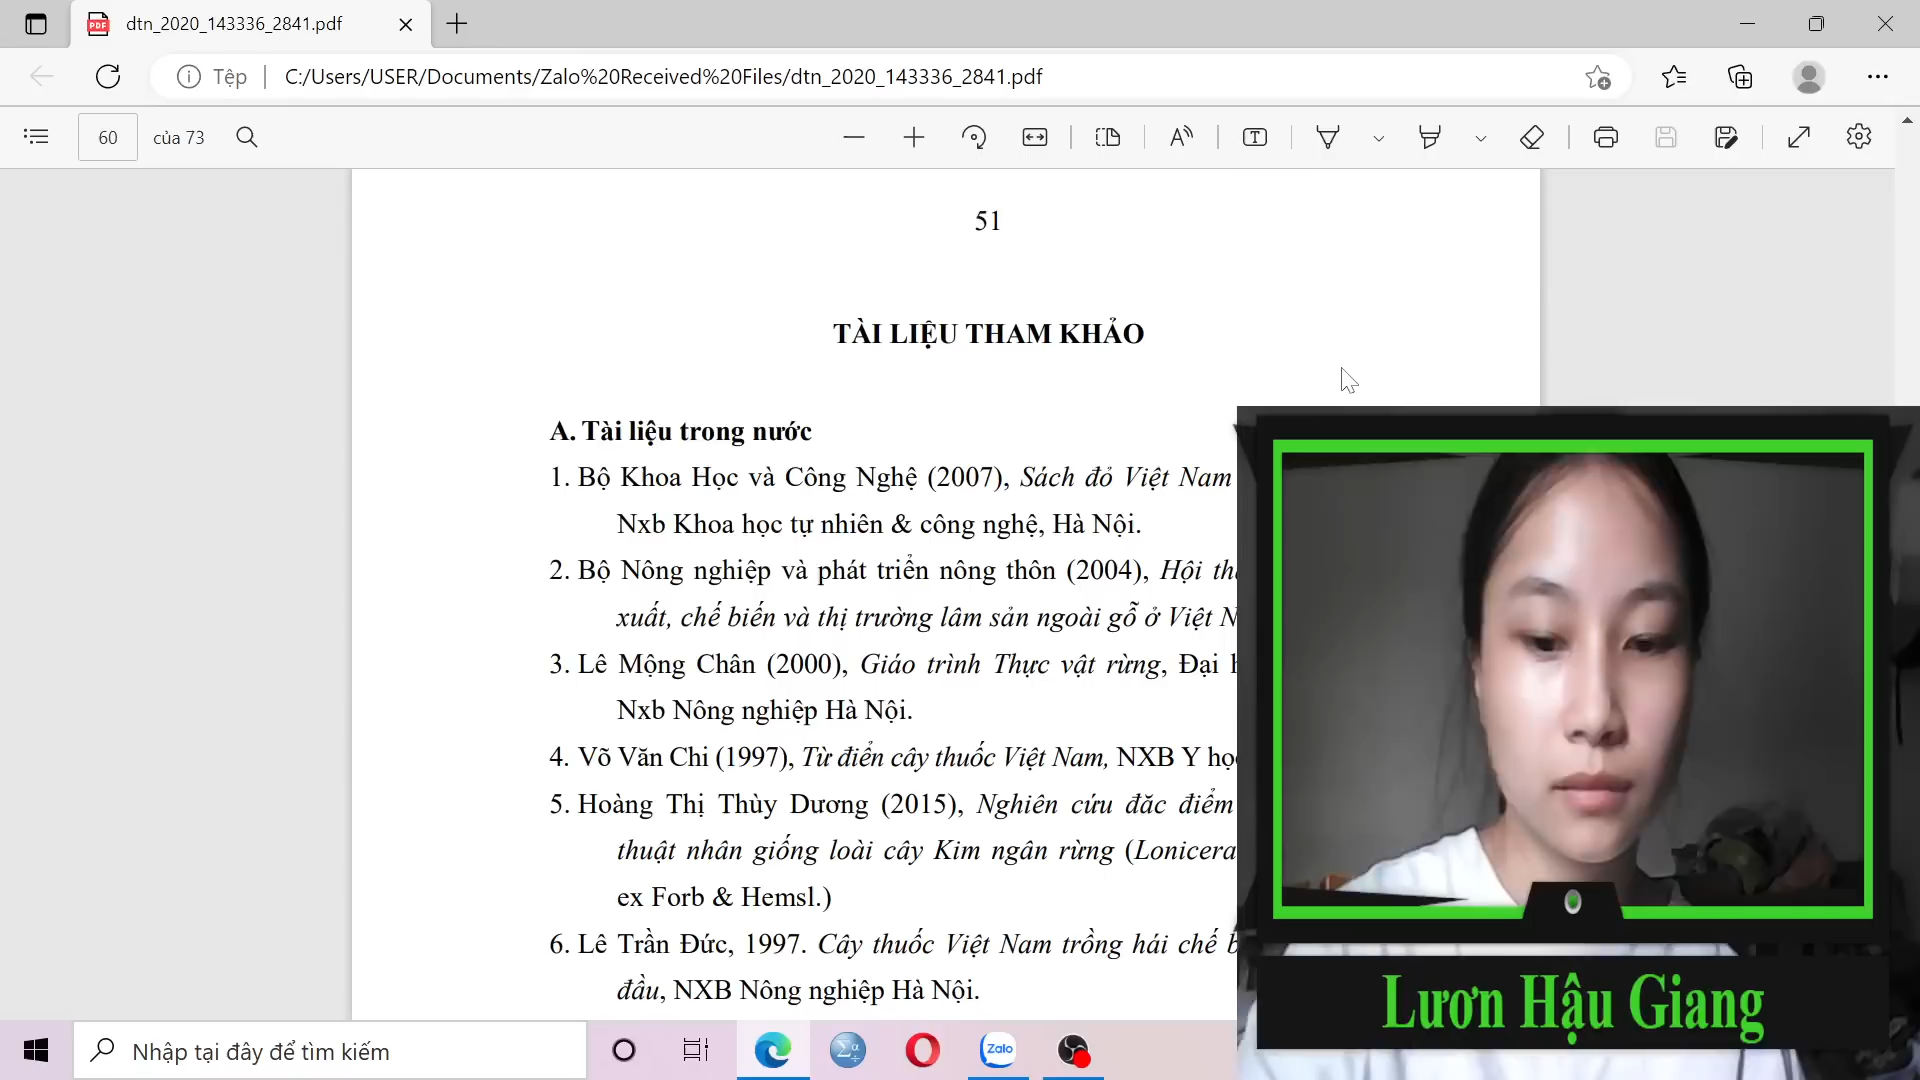 dtn_2020_143336_2841.pdf
Tệp
C:/Users/USER/Documents/Zalo%20Received%20Files/dtn_2020_143336_2841.pdf
60 của 73
51
TÀI LIỆU THAM KHẢO
A. Tài liệu trong nước
1. Bộ Khoa Học và Công Nghệ (2007), Sách đỏ Việt Nam
Nxb Khoa học tự nhiên & công nghệ, Hà Nội.
2. Bộ Nông nghiệp và phát triển nông thôn (2004), Hội
xuất, chế biến và thị trường lâm sản ngoài gỗ ở Việt
3. Lê Mộng Chân (2000), Giáo trình Thực vật rừng, Đại
Nxb Nông nghiệp Hà Nội.
4. Võ Văn Chi (1997), Từ điển cây thuốc Việt Nam, NXB Y
5. Hoàng Thị Thùy Dương (2015), Nghiên cứu đăc điểm
thuật nhân giống loài cây Kim ngân rừng (Lonicera
ex Forb & Hemsl.)
6. Lê Trần Đức, 1997. Cây thuốc Việt Nam trồng hái chế
đầu, NXB Nông nghiệp Hà Nội.
Lươn Hậu Giang
Nhập tại đây để tìm kiếm
Zalo